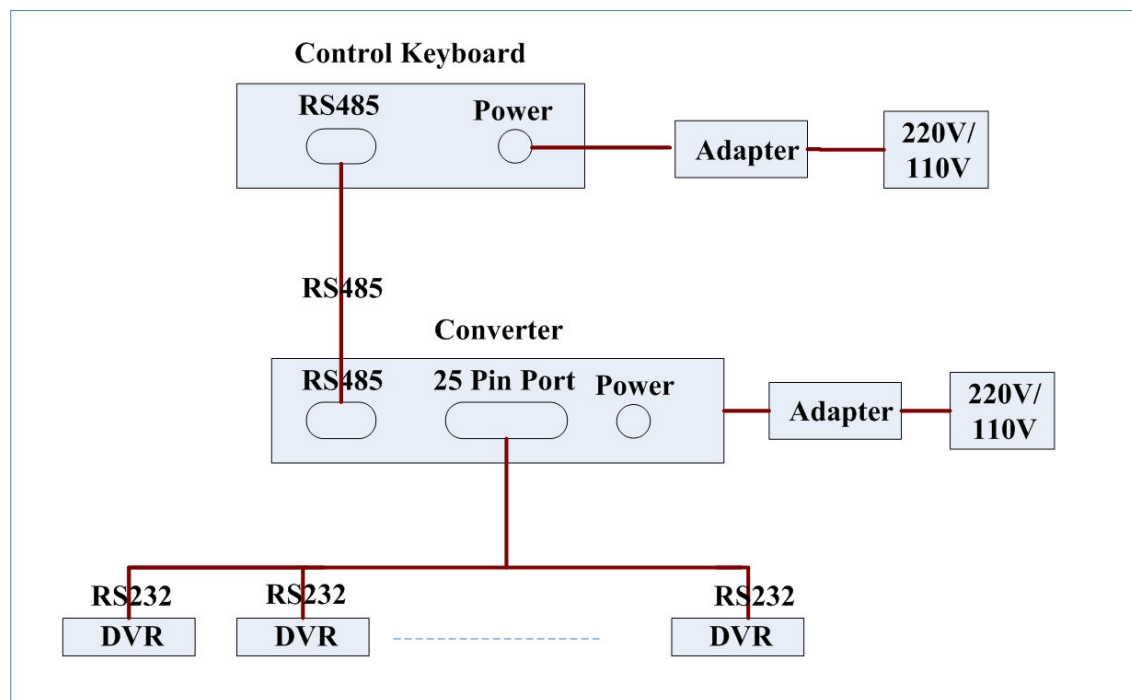 Control Keyboard
RS485
Power
Adapter
220V/
110V
RS485
Converter
RS485
25 Pin Port
Power
Adapter
220V/
110V
RS232
RS232
RS232
DVR
DVR
DVR